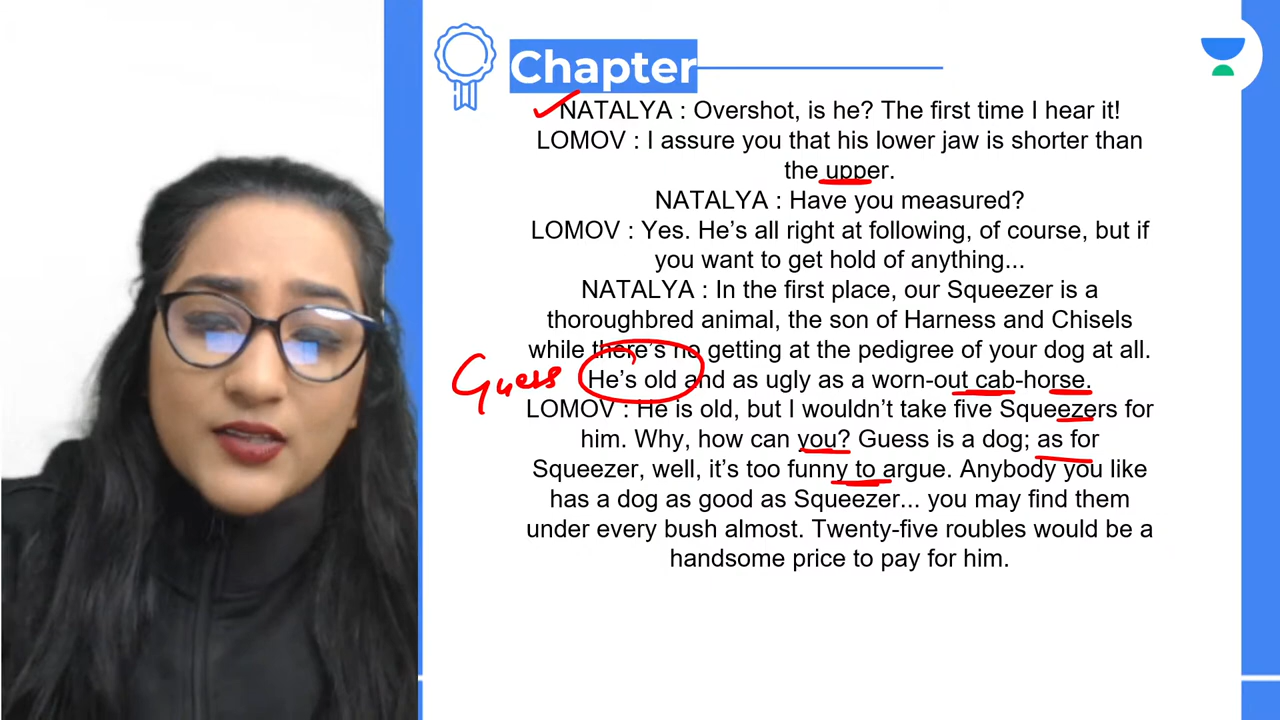 Chapter
NATALYA : Overshot, is he? The first time I hear it!
LOMOV : I assure you that his lower jaw is shorter than
the upper.
NATALYA : Have you measured?
LOMOV : Yes. He’s all right at following, of course, but if
you want to get hold of anything...
NATALYA : In the first place, our Squeezer is a
thoroughbred animal, the son of Harness and Chisels
while there’s no getting at the pedigree of your dog at all.
Guess He’s old and as ugly as a worn-out cab-horse.
LOMOV : He is old, but I wouldn’t take five Squeezers for
him. Why, how can you? Guess is a dog; as for
Squeezer, well, it’s too funny to argue. Anybody you like
has a dog as good as Squeezer... you may find them
under every bush almost. Twenty-five roubles would be a
handsome price to pay for him.